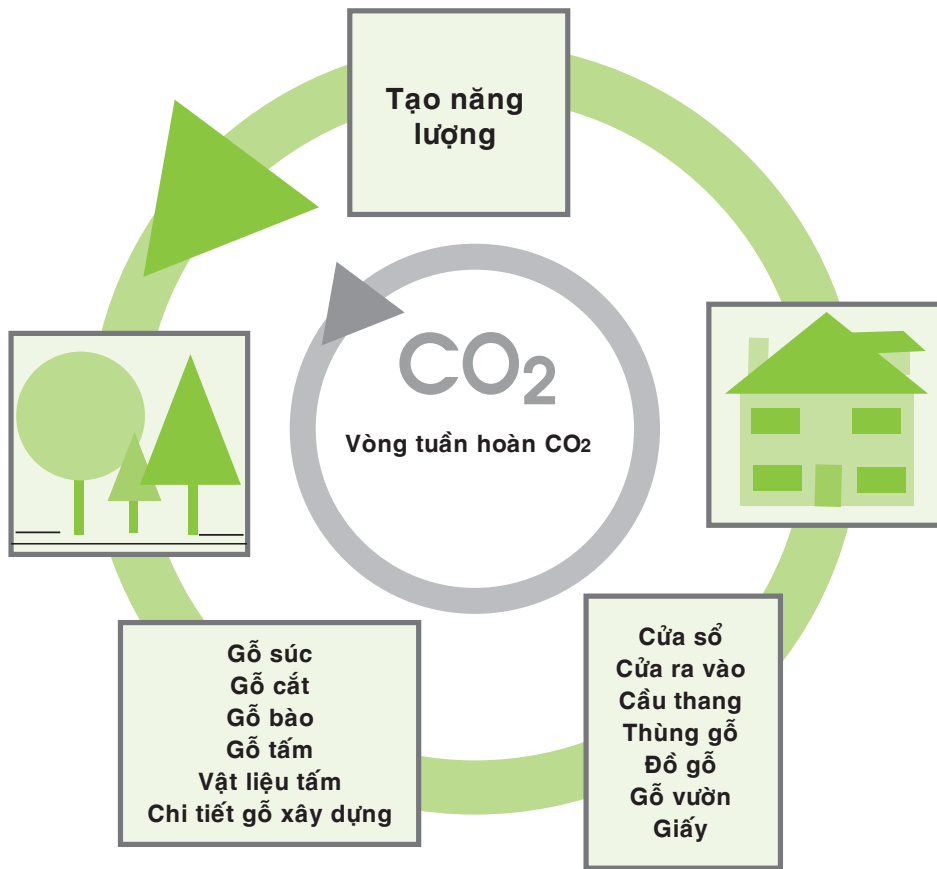 Tạo năng
lượng
CO2
Vòng tuần hoàn CO2
Gỗ súc
Gỗ cắt
Gỗ bào
Gỗ tấm
Vật liệu tấm
Chi tiết gỗ xây dựng
Cửa sổ
Cửa ra vào
Cầu thang
Thùng gỗ
Đồ gỗ
Gỗ vườn
Giấy